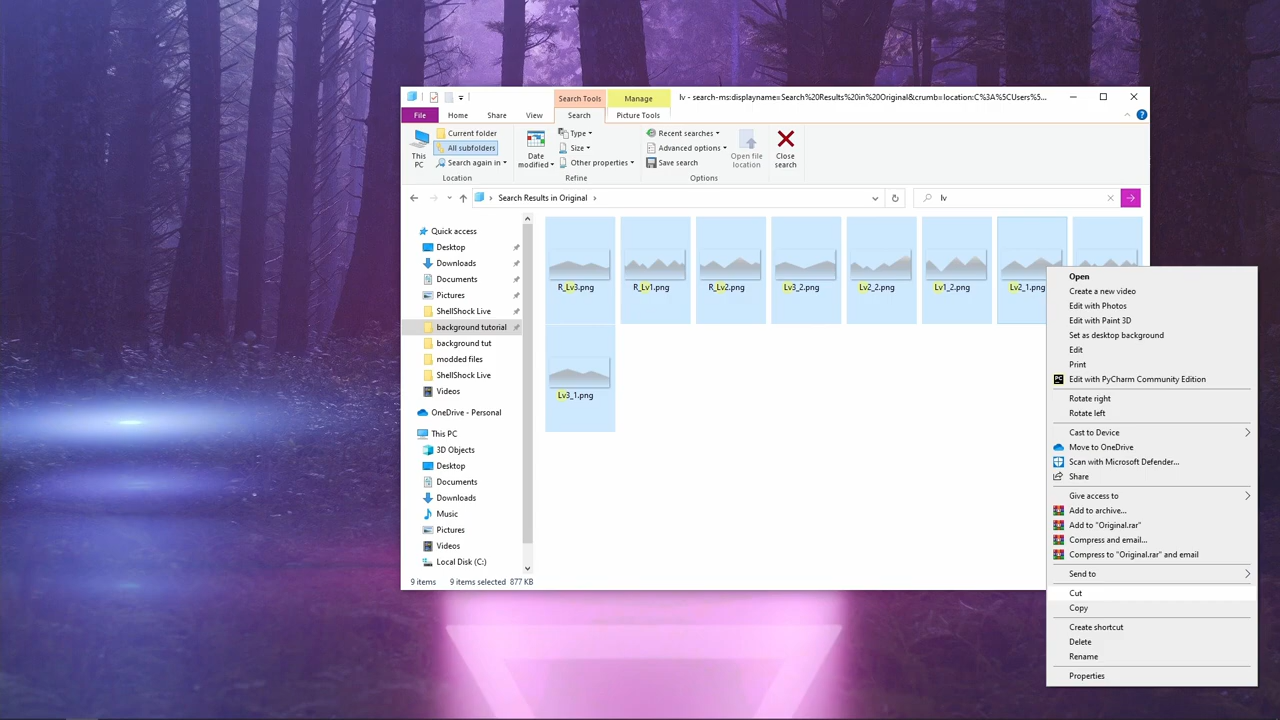 lv - search-ms:displayname=Search%20Results%20in%20Original&crumb=location:C%3A%5CUsers%5...
Search Tools
Manage
File
Home
Share
View
Search
Picture Tools
This PC
Current folder
All subfolders
Search again in
Location
Date modified
Type
Size
Other properties
Refine
Recent searches
Advanced options
Save search
Open file location
Options
Close search
Search Results in Original
lv
Quick access
Desktop
Downloads
Documents
Pictures
ShellShock Live
background tutorial
background tut
modded files
ShellShock Live
Videos
OneDrive - Personal
This PC
3D Objects
Desktop
Documents
Downloads
Music
Pictures
Videos
Local Disk (C:)
R_Lv3.png
R_Lv1.png
R_Lv2.png
Lv3_2.png
Lv2_2.png
Lv1_2.png
Lv2_1.png
Lv3_1.png
9 items
9 items selected 877 KB
Open
Create a new video
Edit with Photos
Edit with Paint 3D
Set as desktop background
Edit
Print
PC
Edit with PyCharm Community Edition
Rotate right
Rotate left
Cast to Device
Move to OneDrive
Scan with Microsoft Defender...
Share
Give access to
Add to archive...
Add to "Original.rar"
Compress and email...
Compress to "Original.rar" and email
Send to
Cut
Copy
Create shortcut
Delete
Rename
Properties